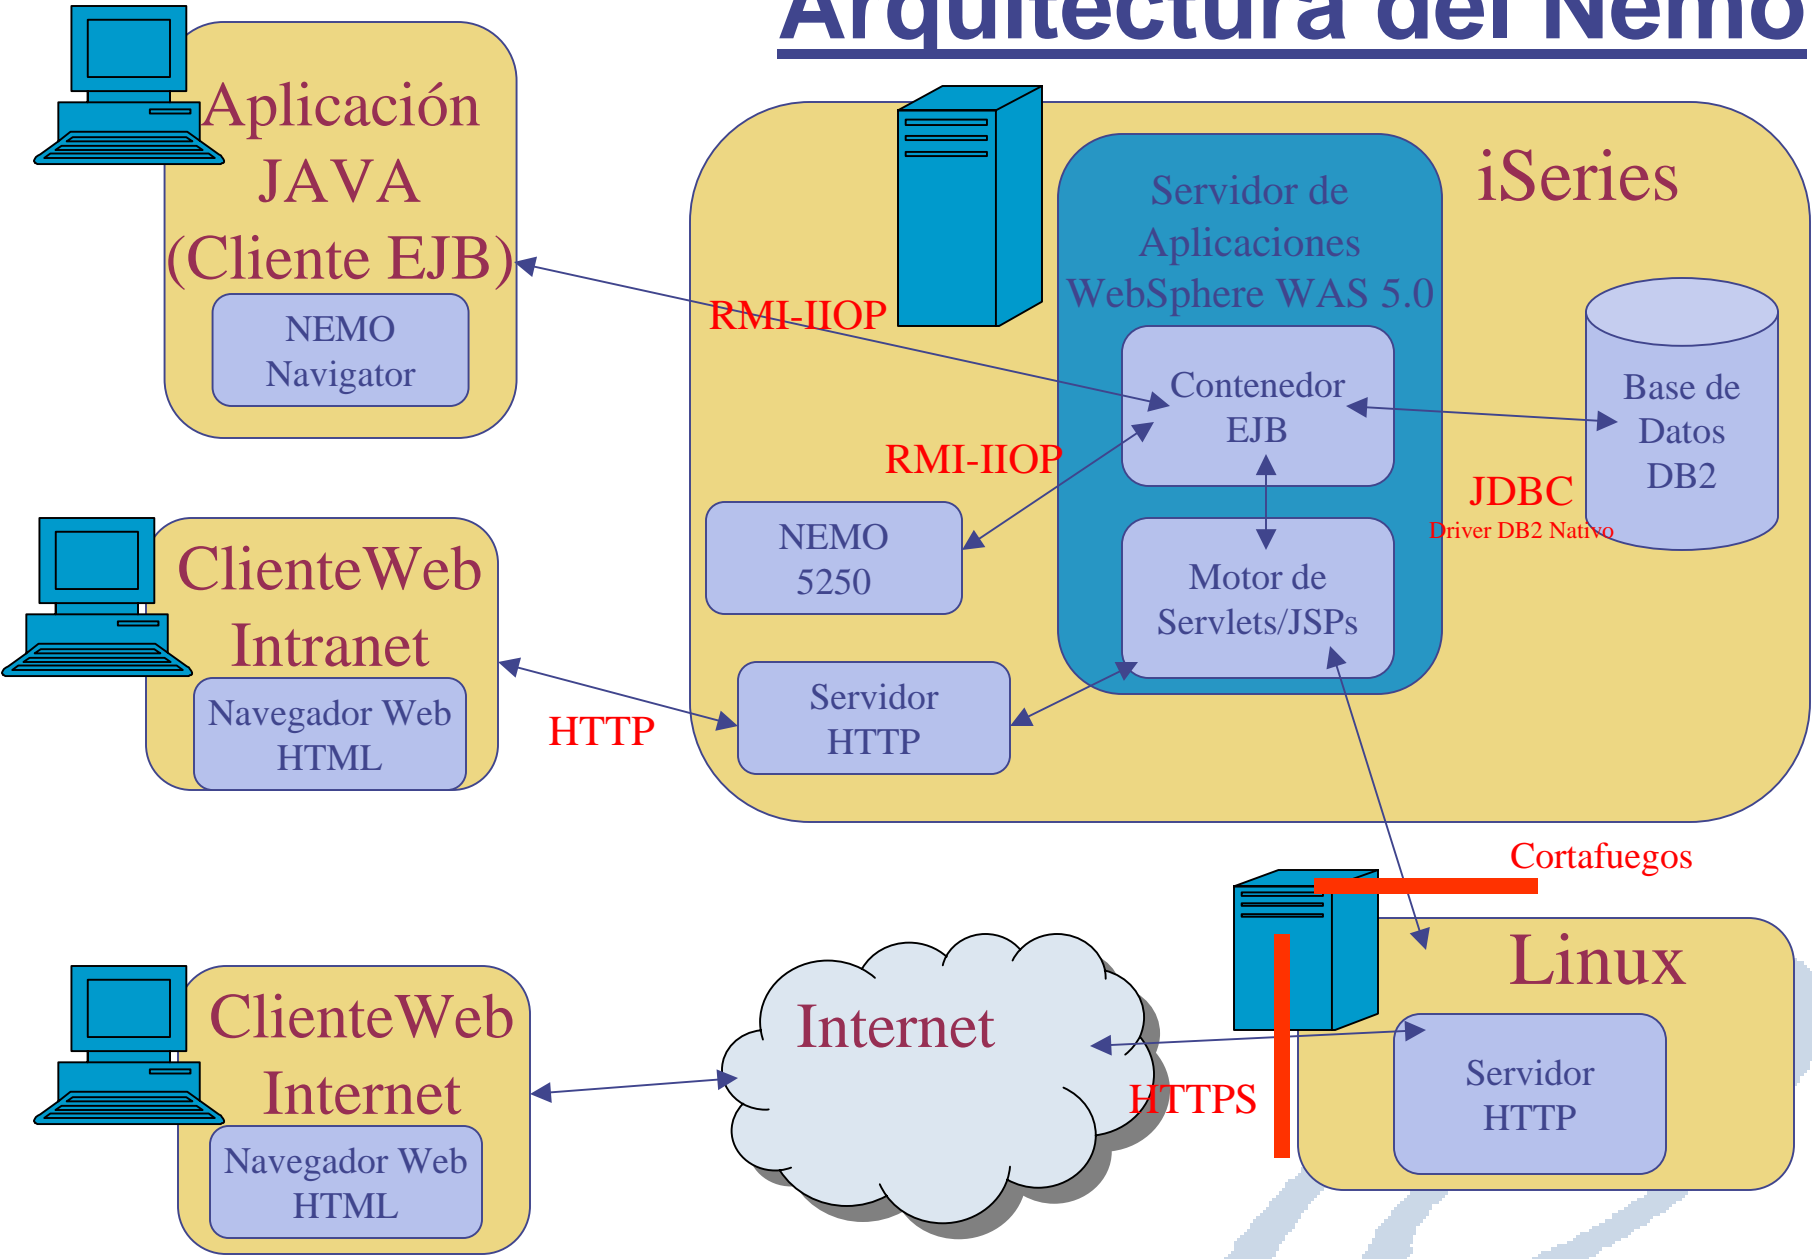 Arquitectura del Nemo
Aplicación
JAVA
(Cliente EJB)
NEMO
Navigator
iSeries
Servidor de
Aplicaciones
WebSphere WAS 5.0
RMI-IIOP
Contenedor
EJB
Base de
Datos
DB2
RMI-IIOP
JDBC
Driver DB2 Nativo
NEMO
5250
Motor de
Servlets/JSPs
ClienteWeb
Intranet
Navegador Web
HTML
HTTP
Servidor
HTTP
Cortafuegos
Linux
Servidor
HTTP
Internet
HTTPS
ClienteWeb
Internet
Navegador Web
HTML